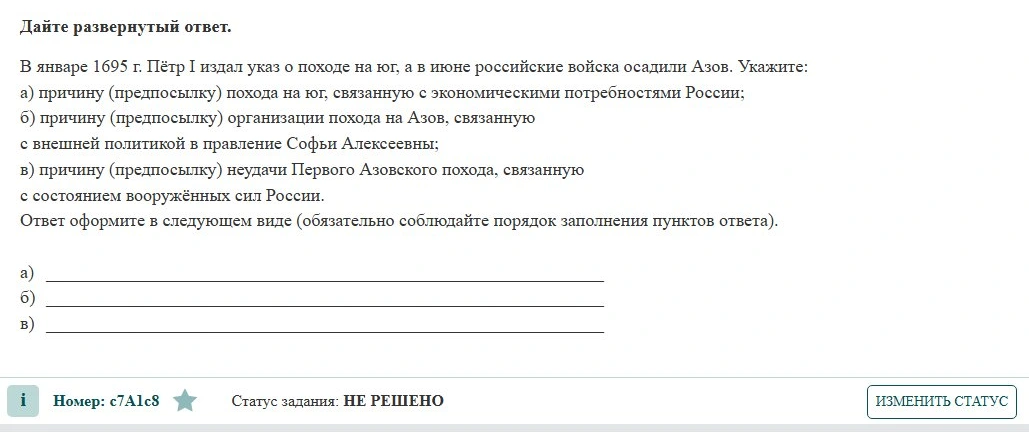 Дайте развернутый ответ.
В январе 1695 г. Пётр I издал указ о походе на юг, а в июне российские войска осадили Азов. Укажите:
а) причину (предпосылку) похода на юг, связанную с экономическими потребностями России;
б) причину (предпосылку) организации похода на Азов, связанную
с внешней политикой в правление Софьи Алексеевны;
в) причину (предпосылку) неудачи Первого Азовского похода, связанную
с состоянием вооружённых сил России.
Ответ оформите в следующем виде (обязательно соблюдайте порядок заполнения пунктов ответа).
а)
б)
в)
i Номер: c7A1c8 Статус задания: НЕ РЕШЕНО ИЗМЕНИТЬ СТАТУС